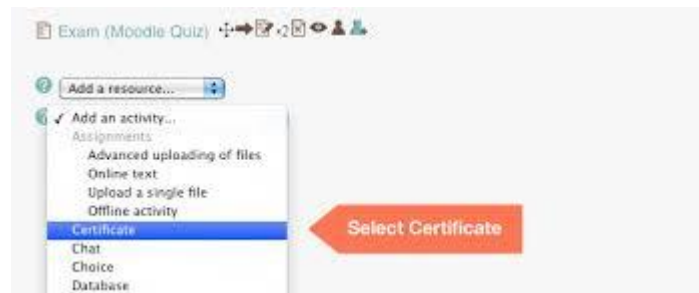 Exam (Moodle Quiz)
Add a resource...
✓ Add an activity...
Assignments
Advanced uploading of files
Online text
Upload a single file
Offline activity
Certificate
Select Certificate
Chat
Choice
Database